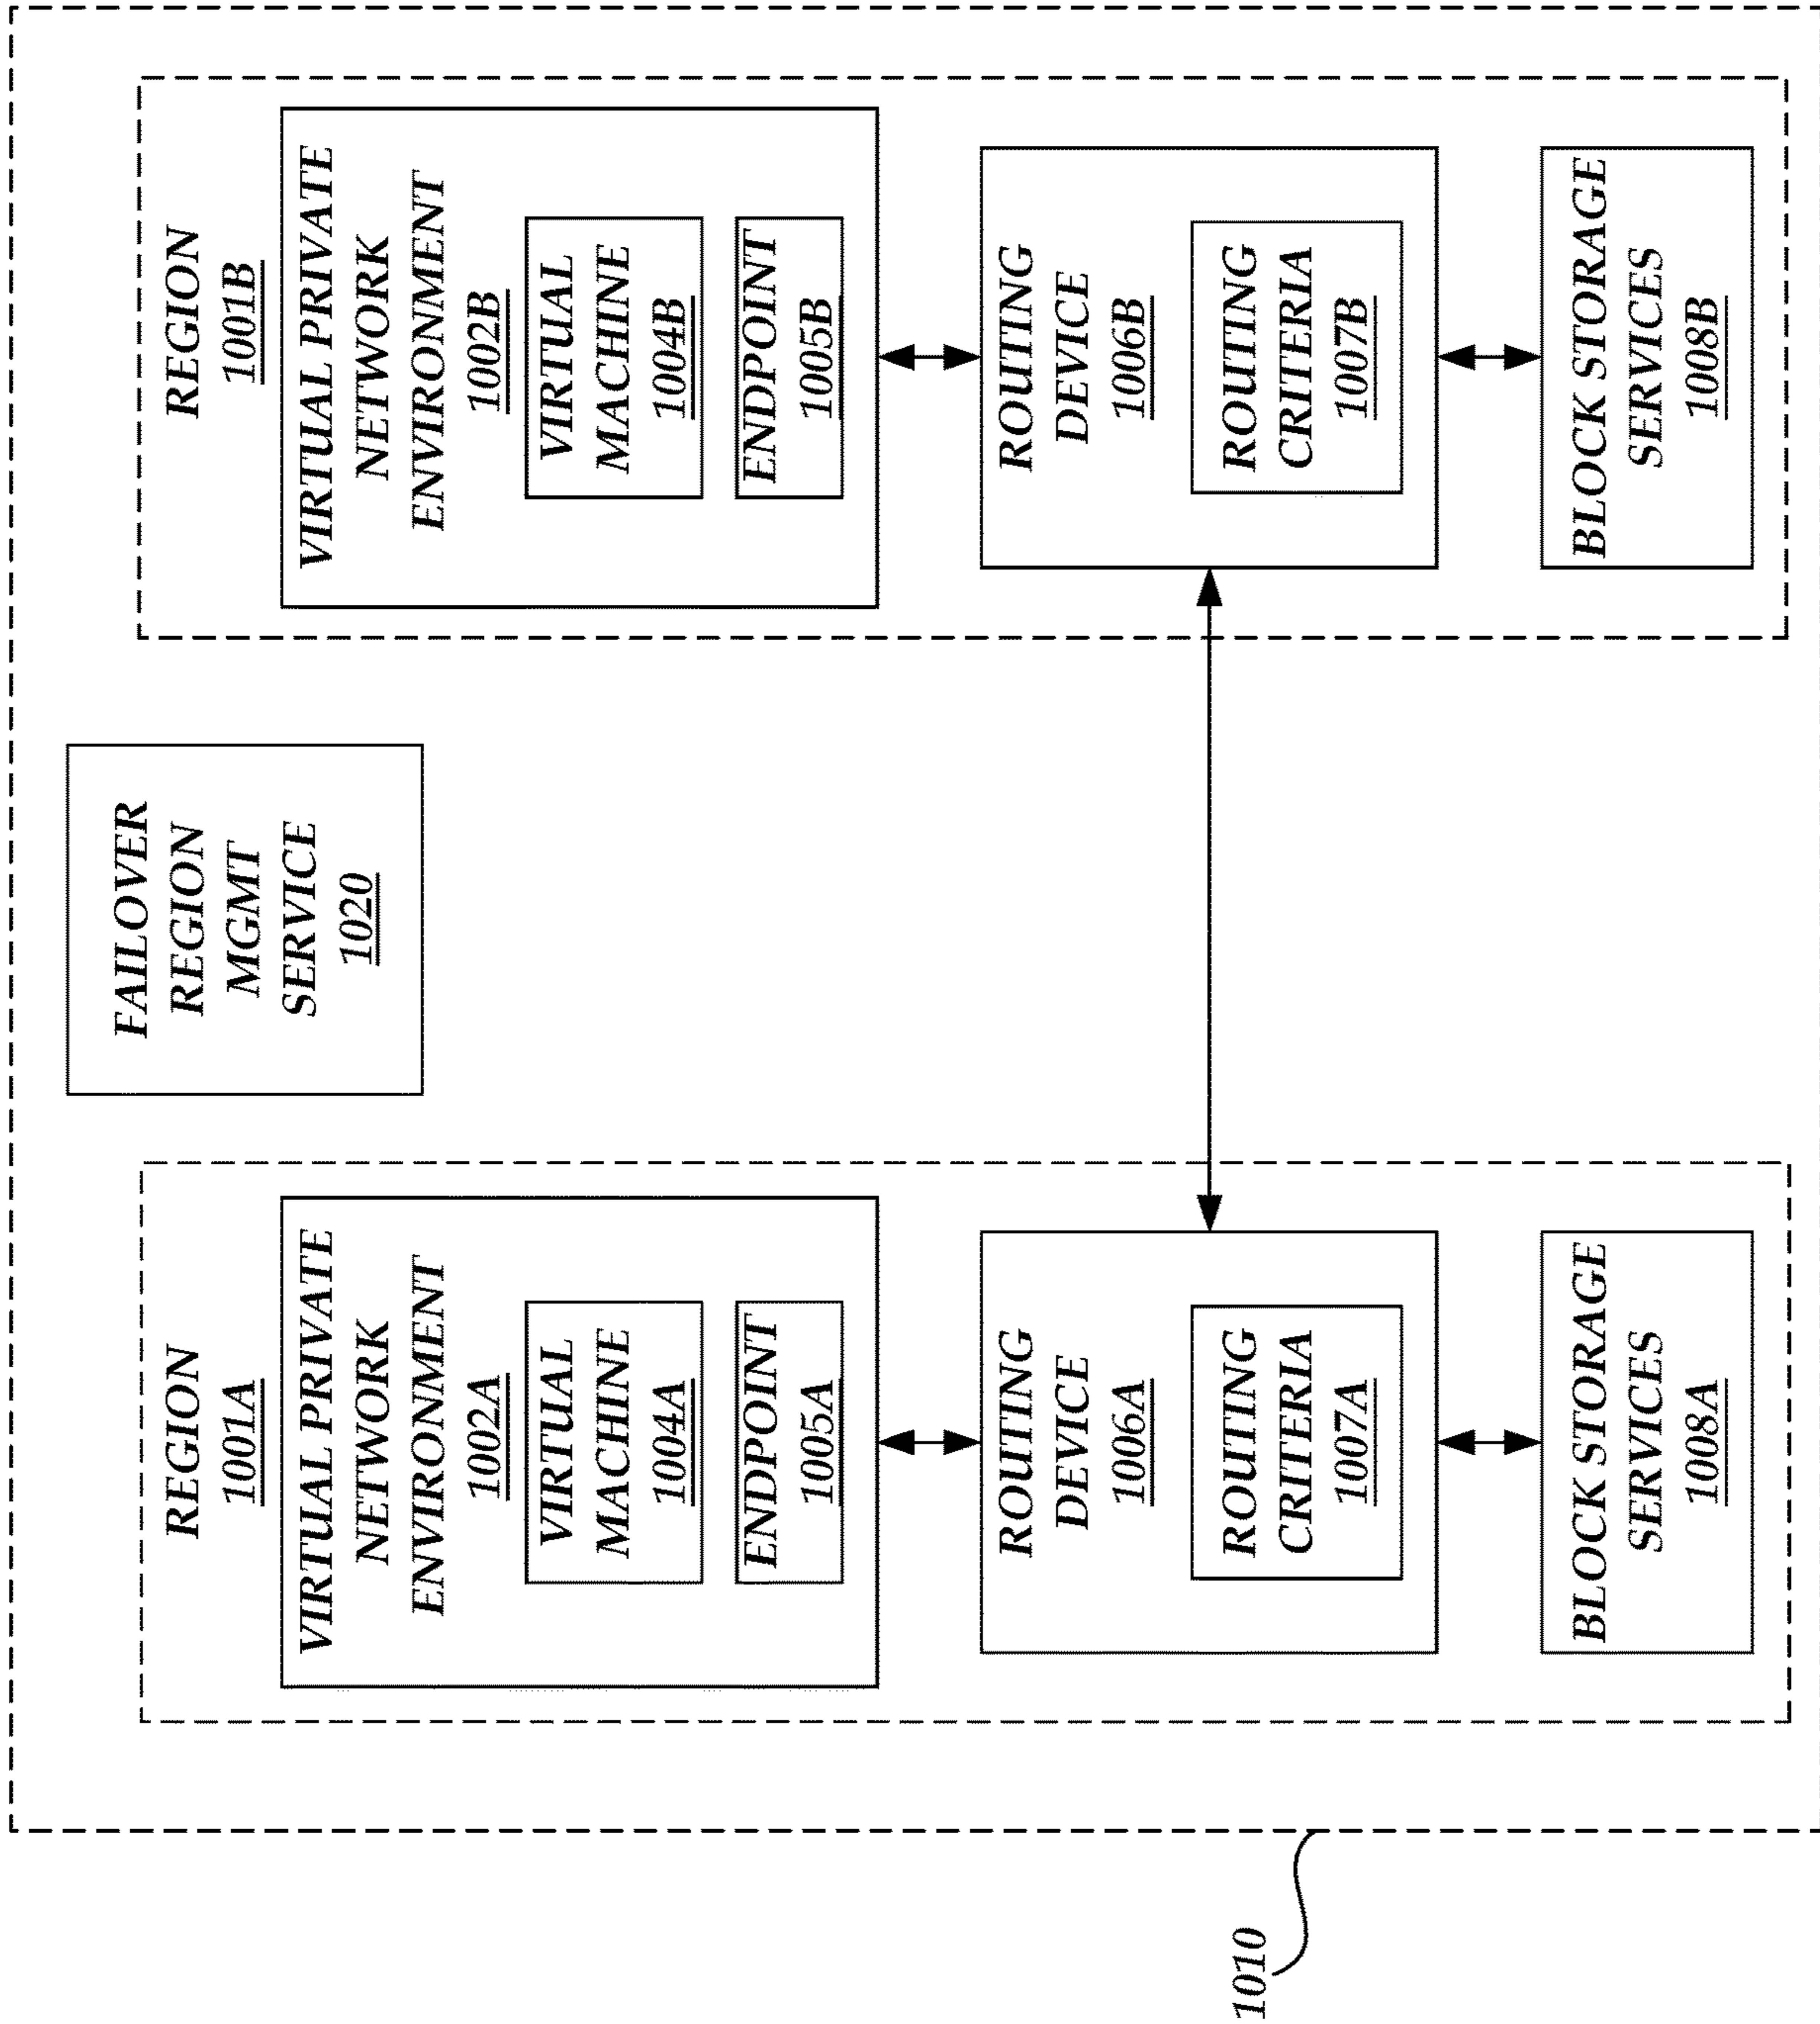 1010
REGION
1001A
VIRTUAL PRIVATE
NETWORK
ENVIRONMENT
1002A
VIRTUAL
MACHINE
1004A
ENDPOINT
1005A
ROUTING
DEVICE
1006A
ROUTING
CRITERIA
1007A
BLOCK STORAGE
SERVICES
1008A
FAILOVER
REGION
MGMT
SERVICE
1020
REGION
1001B
VIRTUAL PRIVATE
NETWORK
ENVIRONMENT
1002B
VIRTUAL
MACHINE
1004B
ENDPOINT
1005B
ROUTING
DEVICE
1006B
ROUTING
CRITERIA
1007B
BLOCK STORAGE
SERVICES
1008B